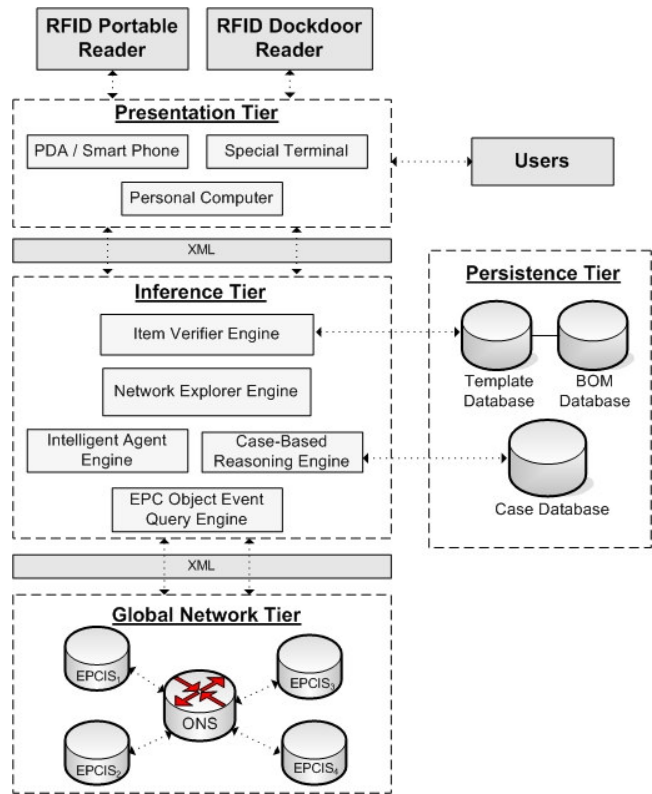 RFID Portable
Reader
RFID Dockdoor
Reader
Presentation Tier
PDA / Smart Phone
Special Terminal
Personal Computer
Users
XML
Inference Tier
Item Verifier Engine
Network Explorer Engine
Intelligent Agent
Engine
Case-Based
Reasoning Engine
EPC Object Event
Query Engine
Persistence Tier
Template
Database
BOM
Database
Case Database
XML
Global Network Tier
EPCIS₁
EPCIS₃
ONS
EPCIS₂
EPCIS₄